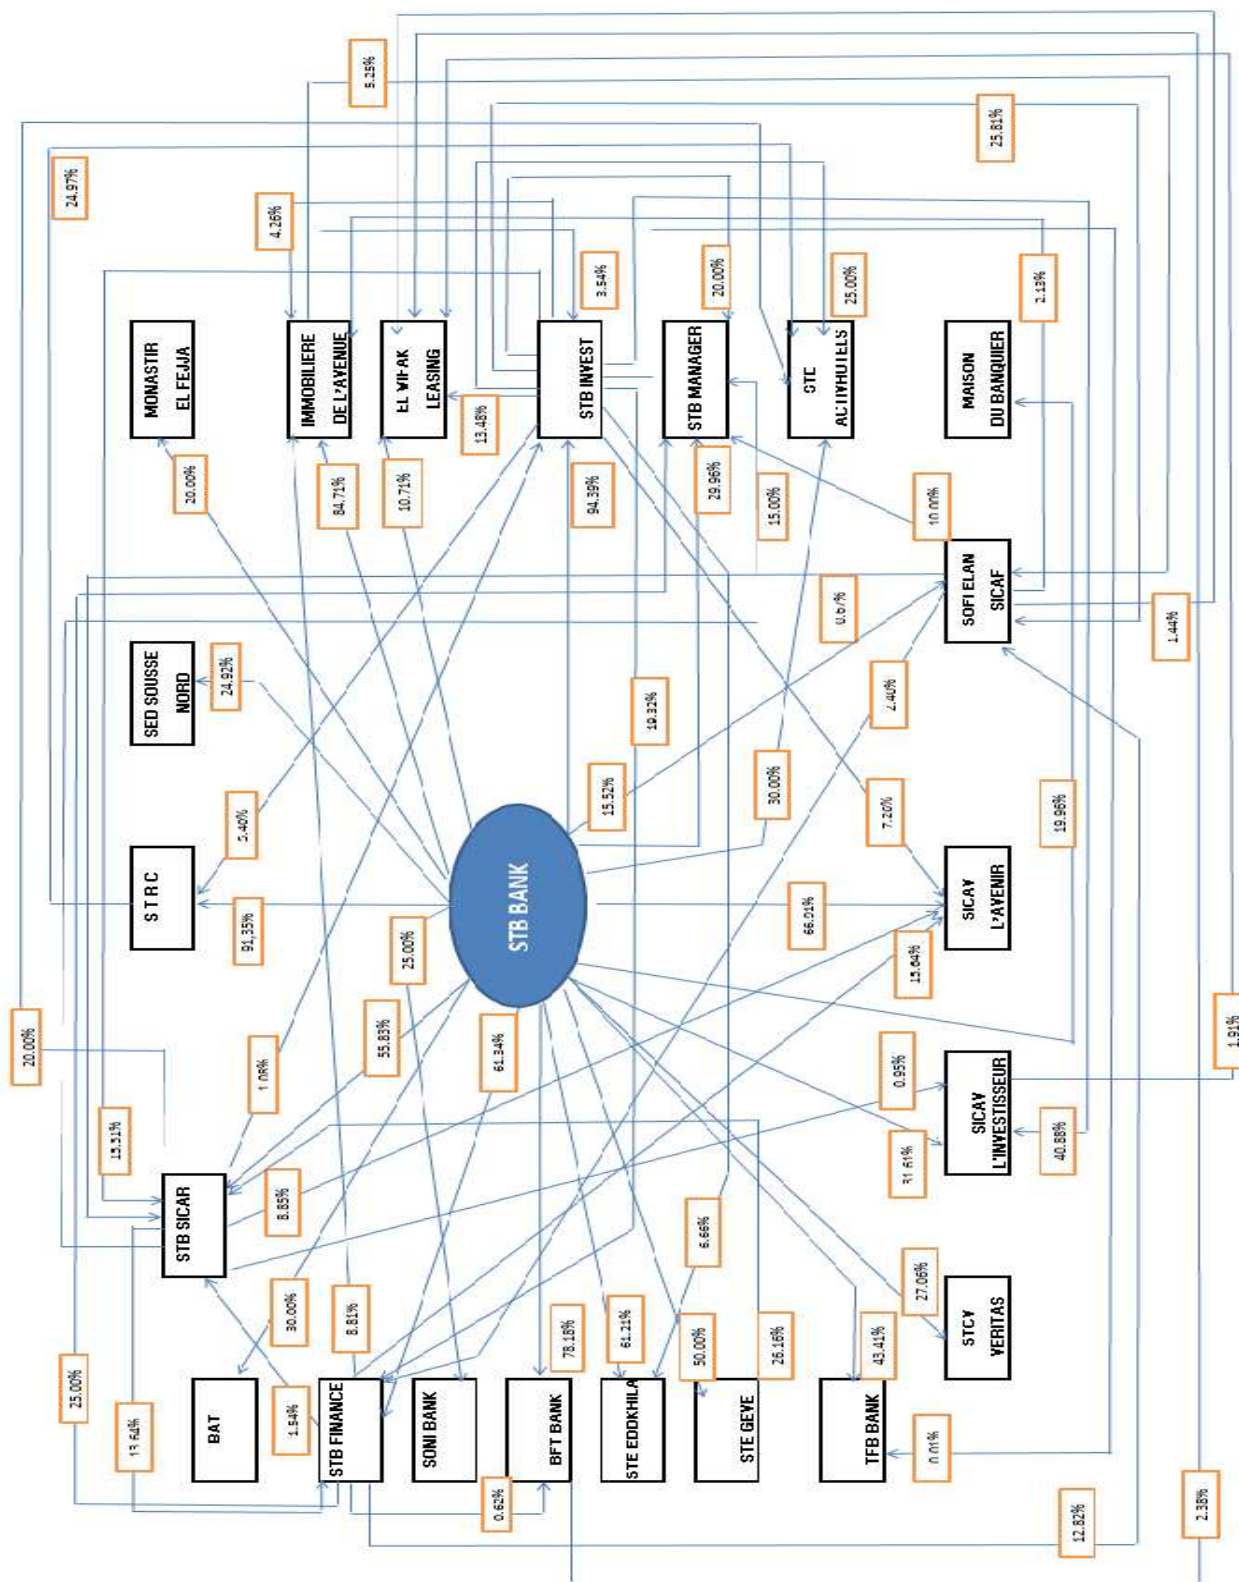 20.00%
25.00%
24.97%
13.64%
15.51%
S T R C
SED SOUSSE
NORD
MONASTIR
EL FEJJA
STB SICAR
20.00%
BAT
91,35%
24.92%
5.40%
4.26%
1.54%
30.00%
8.85%
IMMOBILIERE
DE L'AVENUE
STB FINANCE
8.81%
84.71%
5.25%
55.83%
25.00%
10.71%
EL WIFAK
LEASING
SONI BANK
13.48%
0.62%
61.34%
STB BANK
BFT BANK
78.18%
94.39%
STB INVEST
3.54%
15.52%
STE EDDKHILA
61.21%
19.32%
6.66%
STE GEVE
50.00%
29.96%
STB MANAGER
20.00%
26.16%
30.00%
15.00%
STE
ACTIVHOTELS
66.01%
25.00%
TFB BANK
43.41%
7.20%
2.40%
0.95%
27.06%
15.64%
10.00%
VERITAS
SICAV
L'INVESTISSEUR
SICAV
L'AVENIR
SOFI ELAN
SICAF
MAISON
DU BANQUIER
25.81%
40.88%
19.96%
2.13%
12.82%
1.44%
2.38%
1.91%